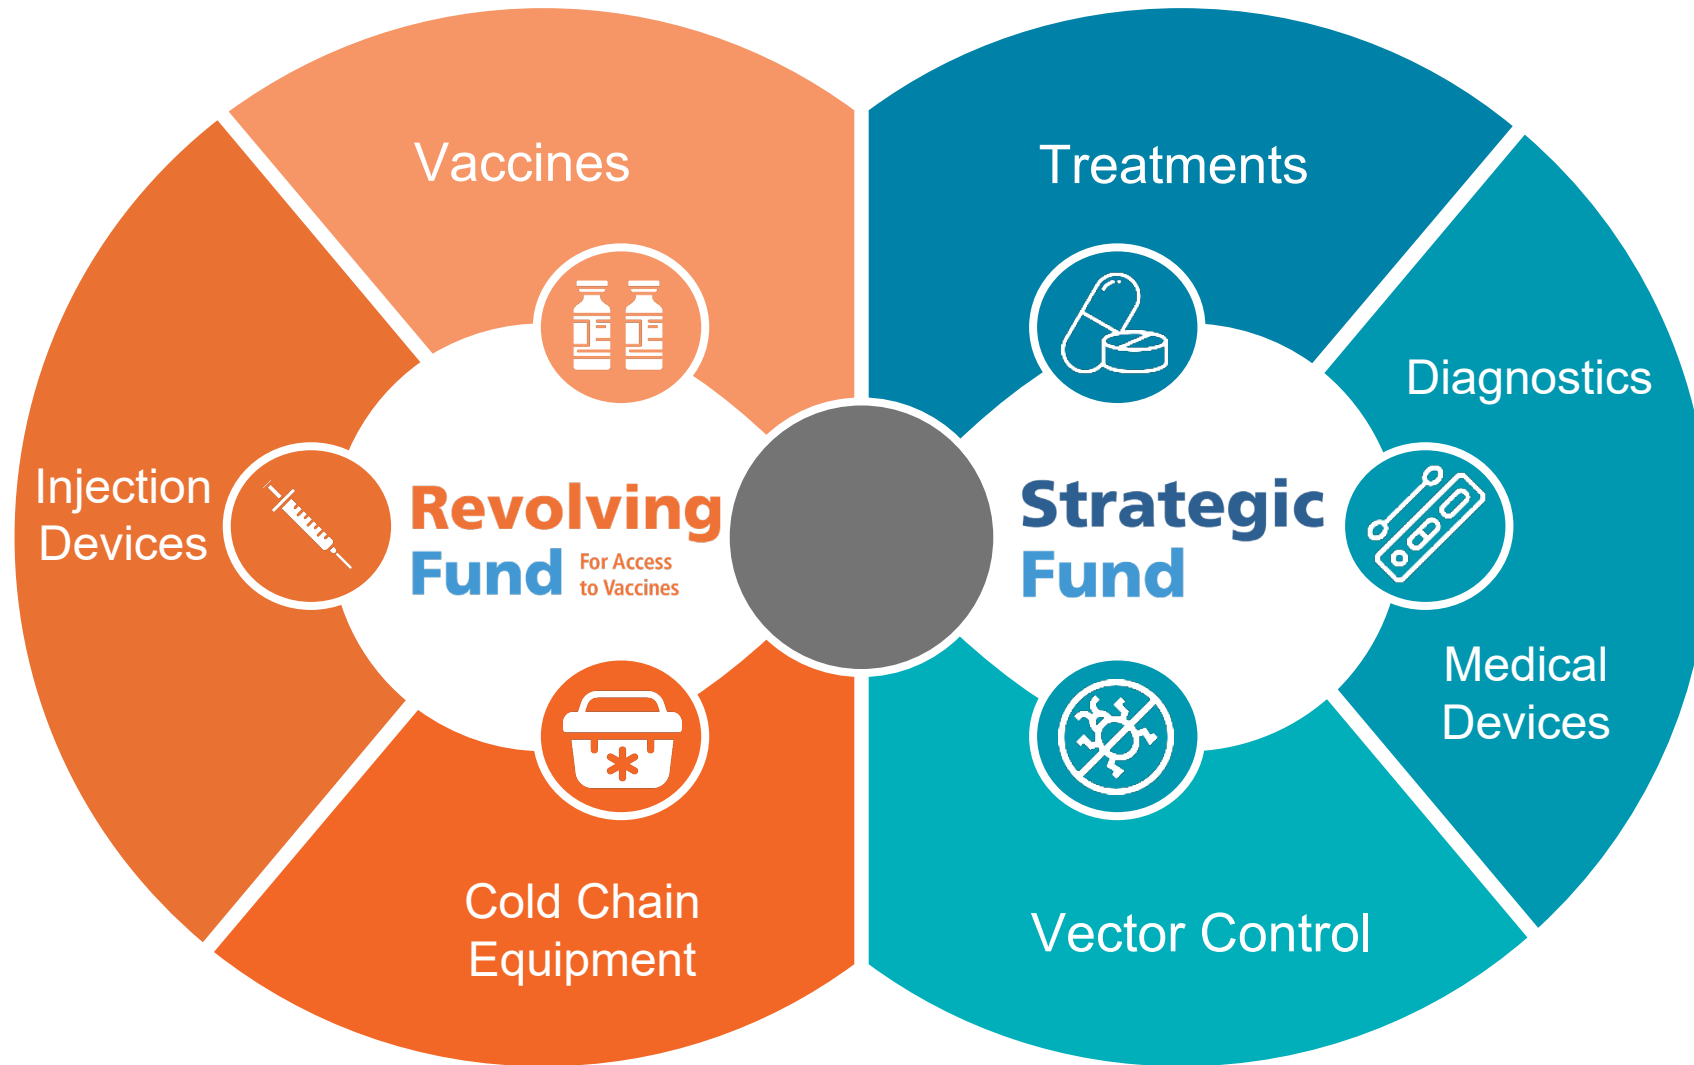 Vaccines
Injection
Devices
Revolving
Fund
For Access
to Vaccines
Cold Chain
Equipment
Treatments
Diagnostics
Strategic
Fund
Medical
Devices
Vector Control